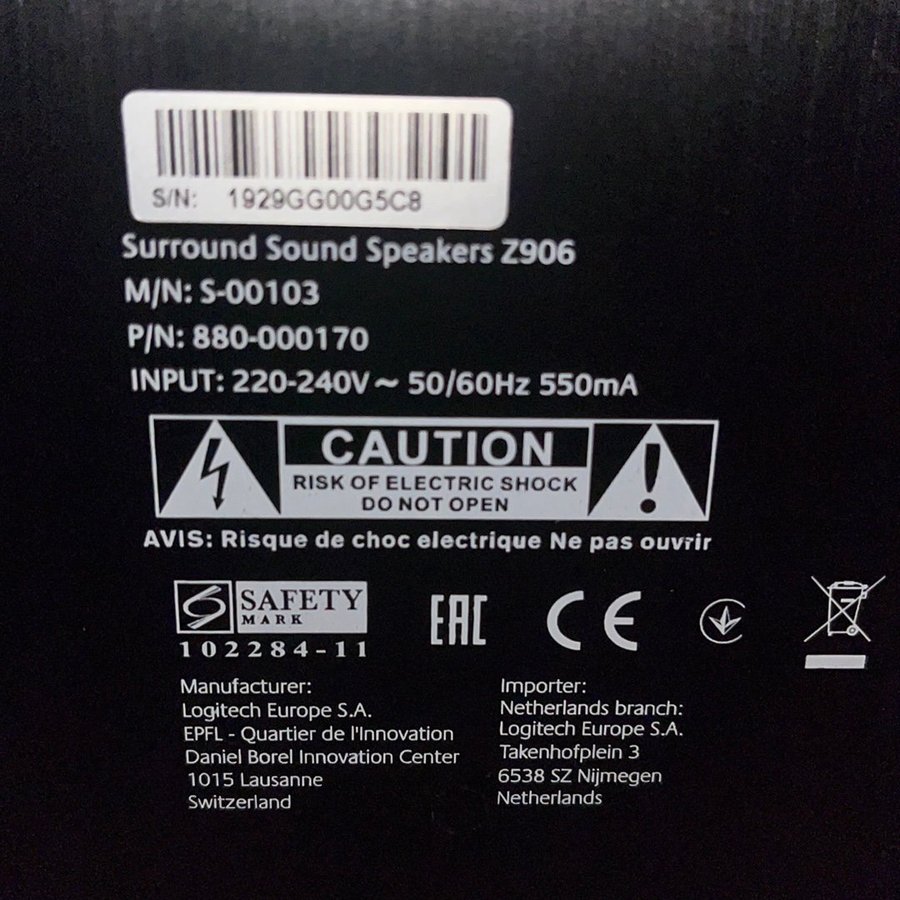 S/N: 1929GG00G5C8
Surround Sound Speakers Z906
M/N: S-00103
P/N: 880-000170
INPUT: 220-240V ~ 50/60Hz 550mA
CAUTION
RISK OF ELECTRIC SHOCK
DO NOT OPEN
AVIS: Risque de choc electrique Ne pas ouvrir
SAFETY
MARK
102284-11
EAC
CE
Manufacturer:
Logitech Europe S.A.
EPFL - Quartier de l'Innovation
Daniel Borel Innovation Center
1015 Lausanne
Switzerland
Importer:
Netherlands branch:
Logitech Europe S.A.
Takenhofplein 3
6538 SZ Nijmegen
Netherlands